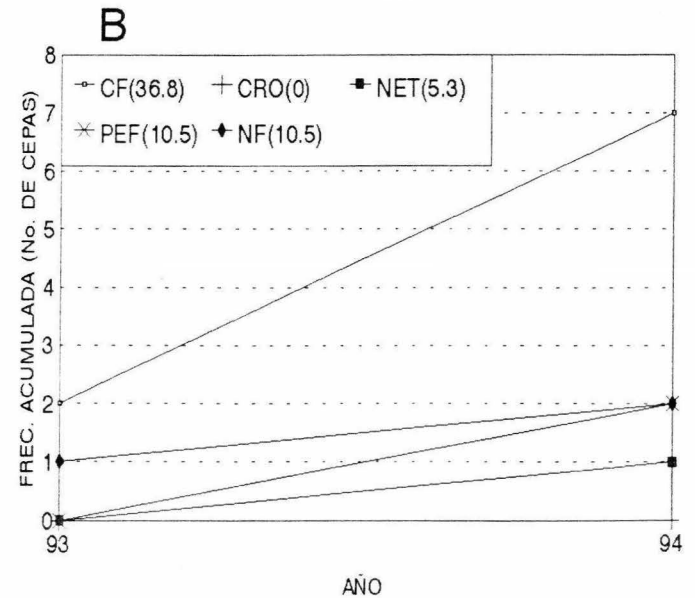 B
8
7
6
5
4
3
2
1
0
FREC. ACUMULADA (No. DE CEPAS)
CF(36.8) CRO(0) NET(5.3)
PEF(10.5) NF(10.5)
93 94
AÑO